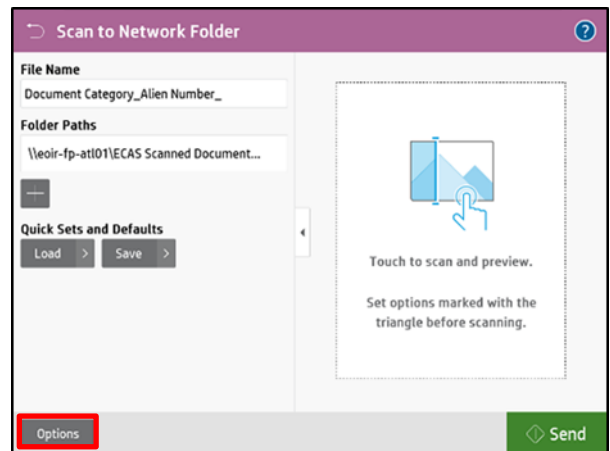 Scan to Network Folder
?
File Name
Document Category_Alien Number_
Folder Paths
\\eoir-fp-atl01\ECAS Scanned Document...
Quick Sets and Defaults
Load > Save >
Touch to scan and preview.
Set options marked with the
triangle before scanning.
Options
Send